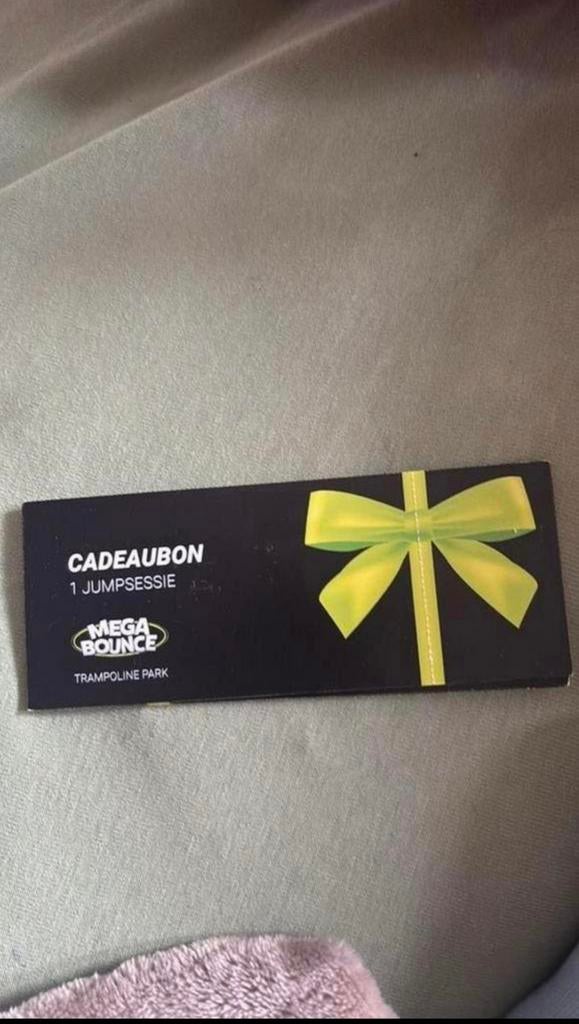 CADEAUBON
1 JUMPSESSIE
MEGA
BOUNCE
TRAMPOLINE PARK